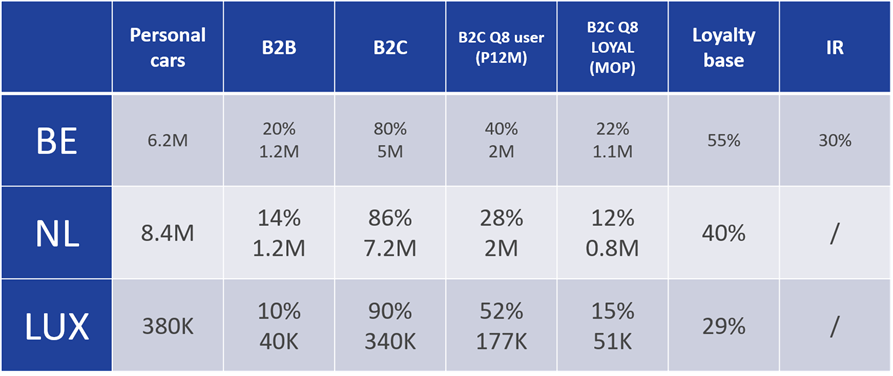 Personal cars
B2B
B2C
B2C Q8 user (P12M)
B2C Q8 LOYAL (MOP)
Loyalty base
IR
BE
6.2M
20%
1.2M
80%
5M
40%
2M
22%
1.1M
55%
30%
NL
8.4M
14%
1.2M
86%
7.2M
28%
2M
12%
0.8M
40%
/
LUX
380K
10%
40K
90%
340K
52%
177K
15%
51K
29%
/